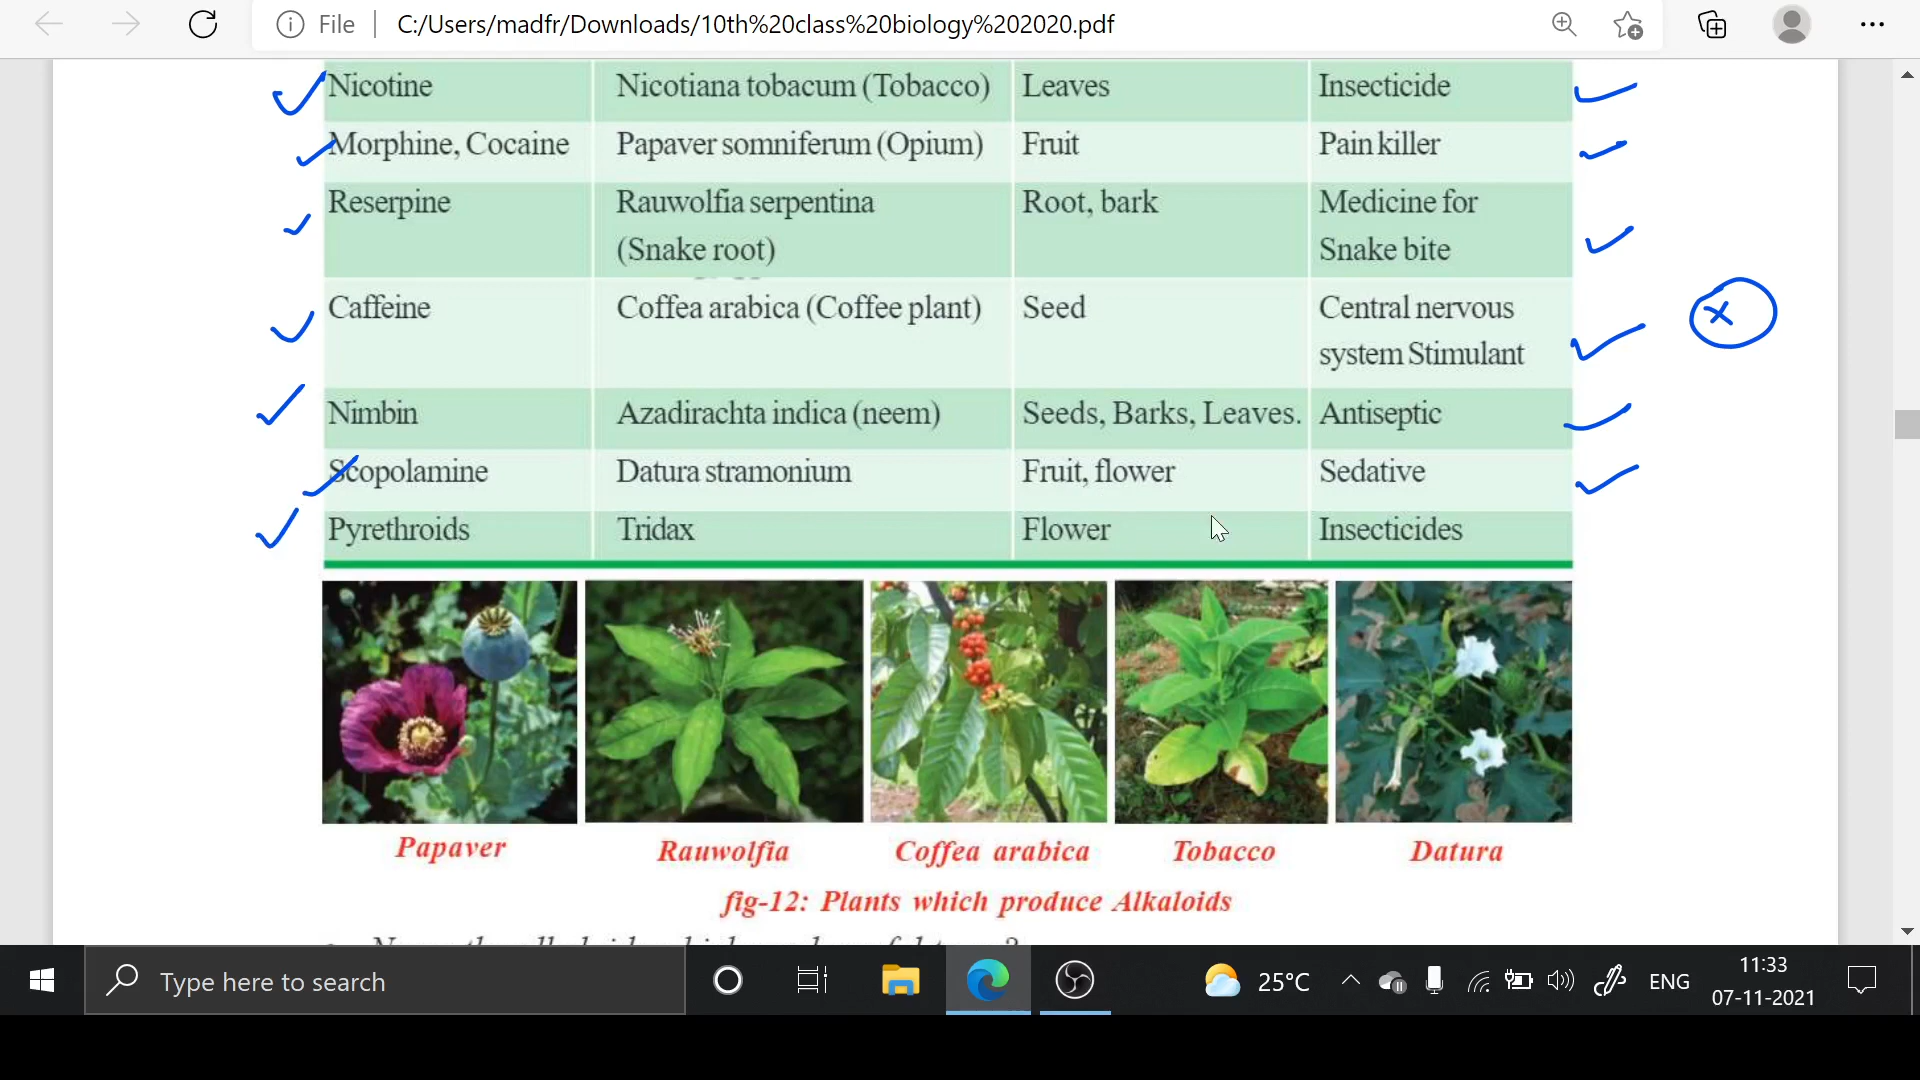 File C:/Users/madfr/Downloads/10th%20class%20biology%202020.pdf
Nicotine Nicotiana tobacum (Tobacco) Leaves Insecticide
Morphine, Cocaine Papaver somniferum (Opium) Fruit Pain killer
Reserpine Rauwolfia serpentina Root, bark Medicine for
(Snake root) Snake bite
Caffeine Coffea arabica (Coffee plant) Seed Central nervous
system Stimulant
Nimbin Azadirachta indica (neem) Seeds, Barks, Leaves. Antiseptic
Scopolamine Datura stramonium Fruit, flower Sedative
Pyrethroids Tridax Flower Insecticides
Papaver Rauwolfia Coffea arabica Tobacco Datura
fig-12: Plants which produce Alkaloids
Type here to search 25°C ENG 11:33
07-11-2021